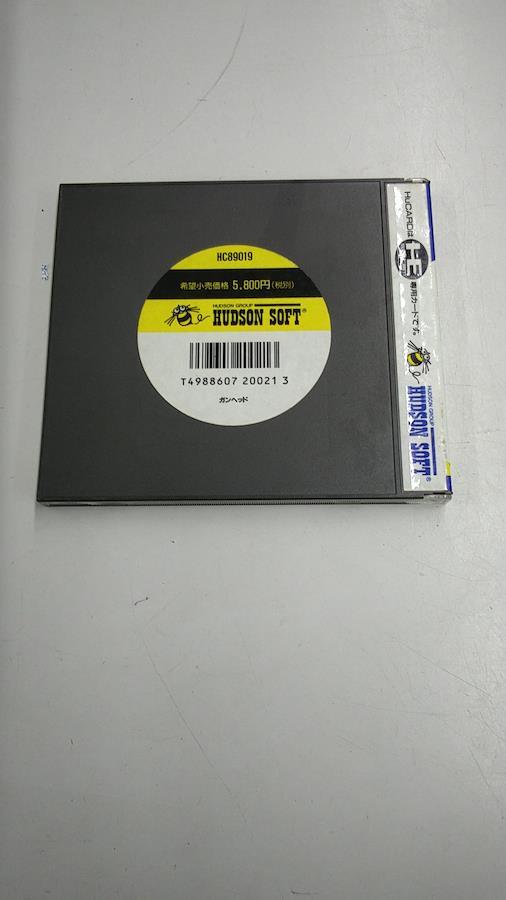 HC89019
希望小売価格 5,800円(税別)
HUDSON GROUP
HUDSON SOFT®
T4988607 20021 3
ガンヘッド
HuCARDは HE 専用カードです。
HUDSON GROUP
HUDSON SOFT®